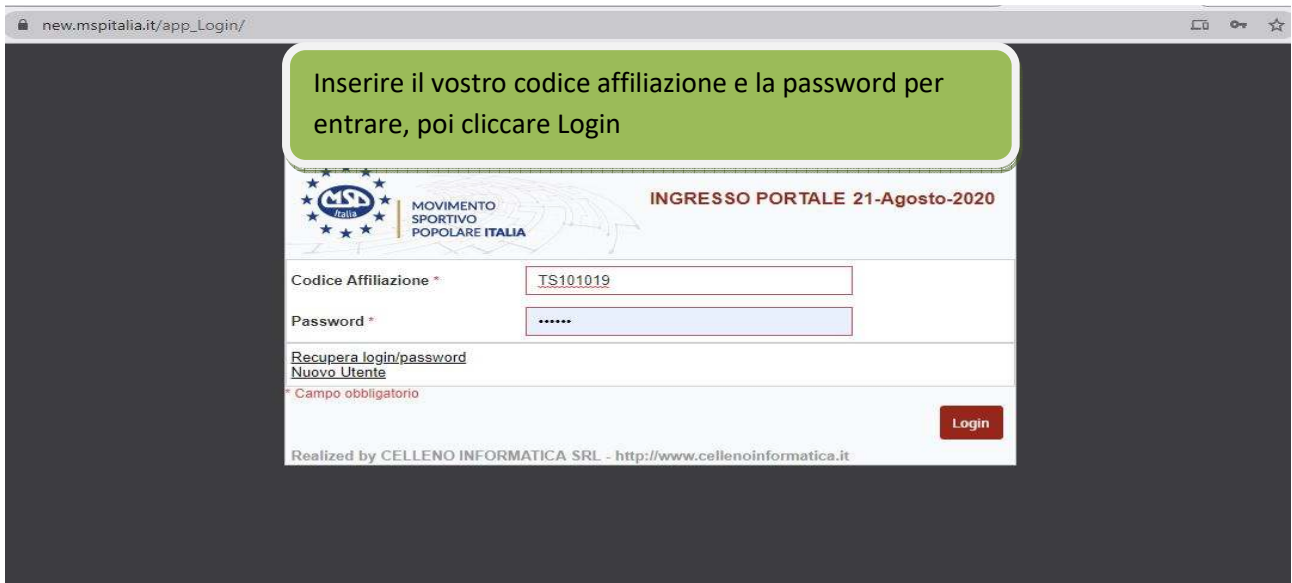 new.mspitalia.it/app_Login/
Inserire il vostro codice affiliazione e la password per
entrare, poi cliccare Login
MSP
Italia
MOVIMENTO
SPORTIVO
POPOLARE ITALIA
INGRESSO PORTALE 21-Agosto-2020
Codice Affiliazione *
TS101019
Password *
••••••
Recupera login/password
Nuovo Utente
* Campo obbligatorio
Login
Realized by CELLENO INFORMATICA SRL - http://www.cellenoinformatica.it